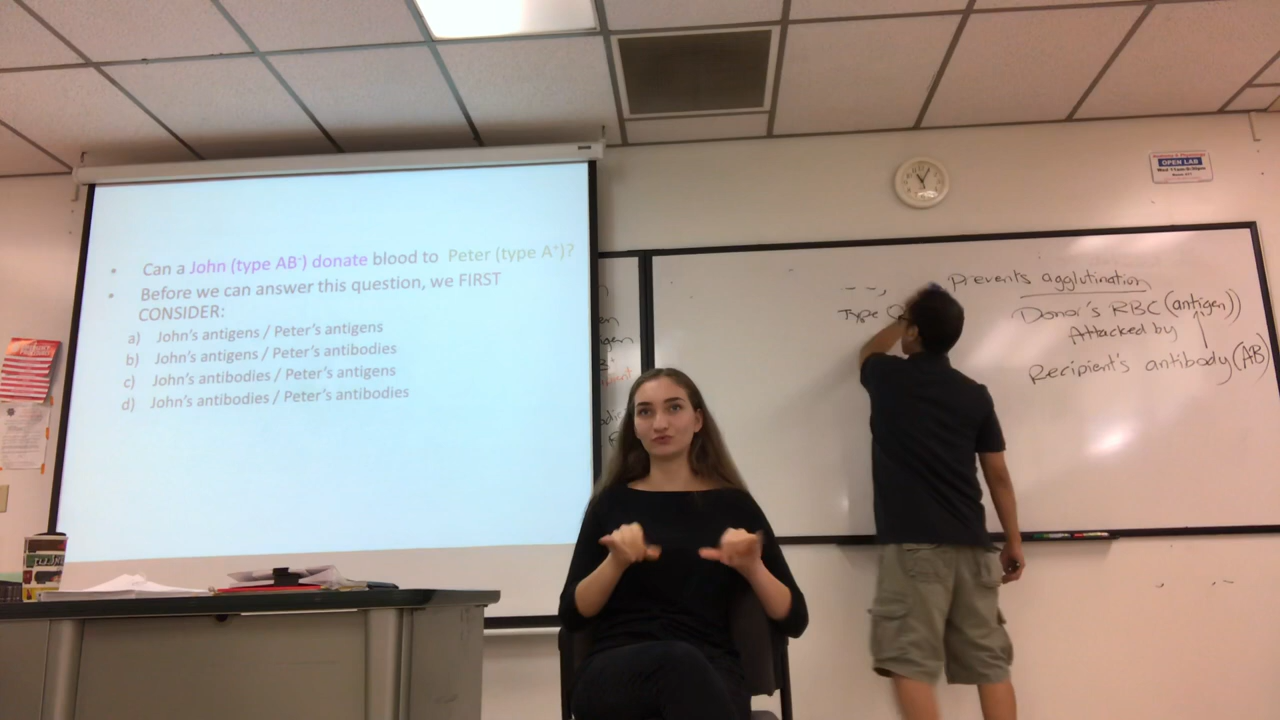 Can a John (type AB-) donate blood to Peter (type A+)?
Before we can answer this question, we FIRST
CONSIDER:
a) John's antigens / Peter's antigens
b) John's antigens / Peter's antibodies
c) John's antibodies / Peter's antigens
d) John's antibodies / Peter's antibodies
prevents agglutination
Type
Donor's RBC (antigen))
Attacked by
Recipient's antibody (AB)
OPEN LAB